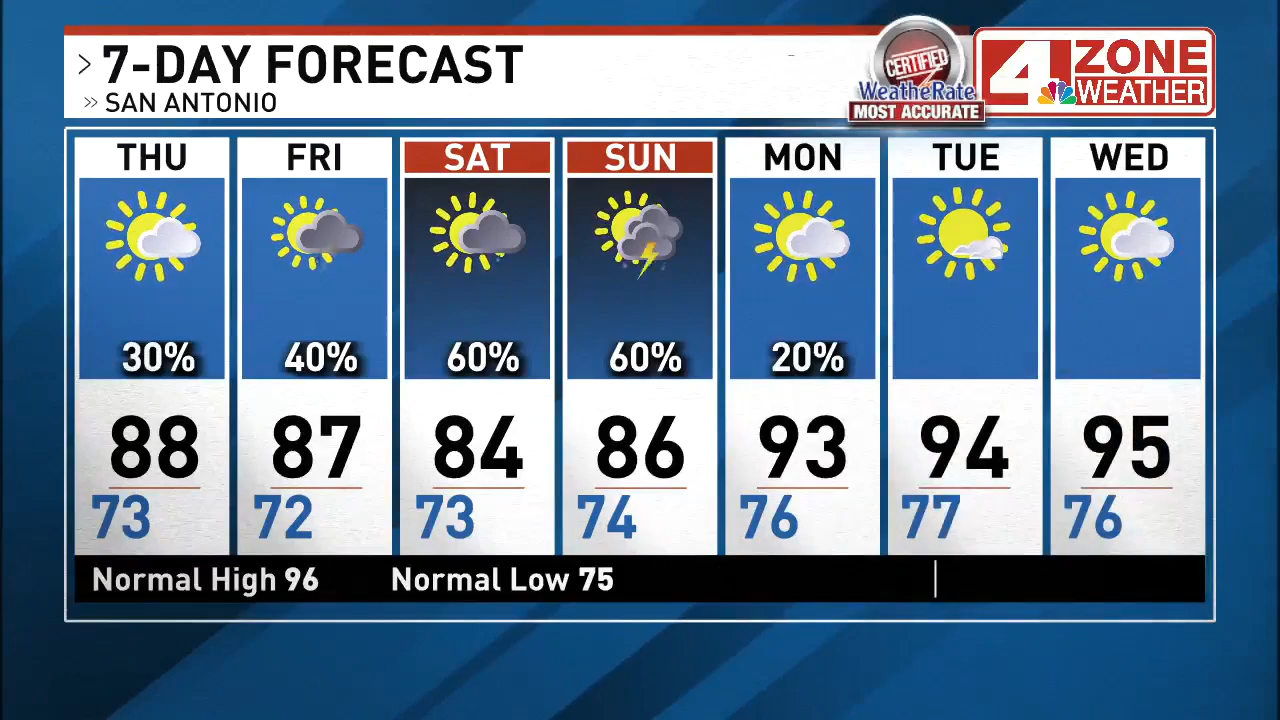 > 7-DAY FORECAST
>> SAN ANTONIO
CERTIFIED
WeatheRate
MOST ACCURATE
4 ZONE
WEATHER
THU FRI SAT SUN MON TUE WED
30% 40% 60% 60% 20%
88 87 84 86 93 94 95
73 72 73 74 76 77 76
Normal High 96 Normal Low 75